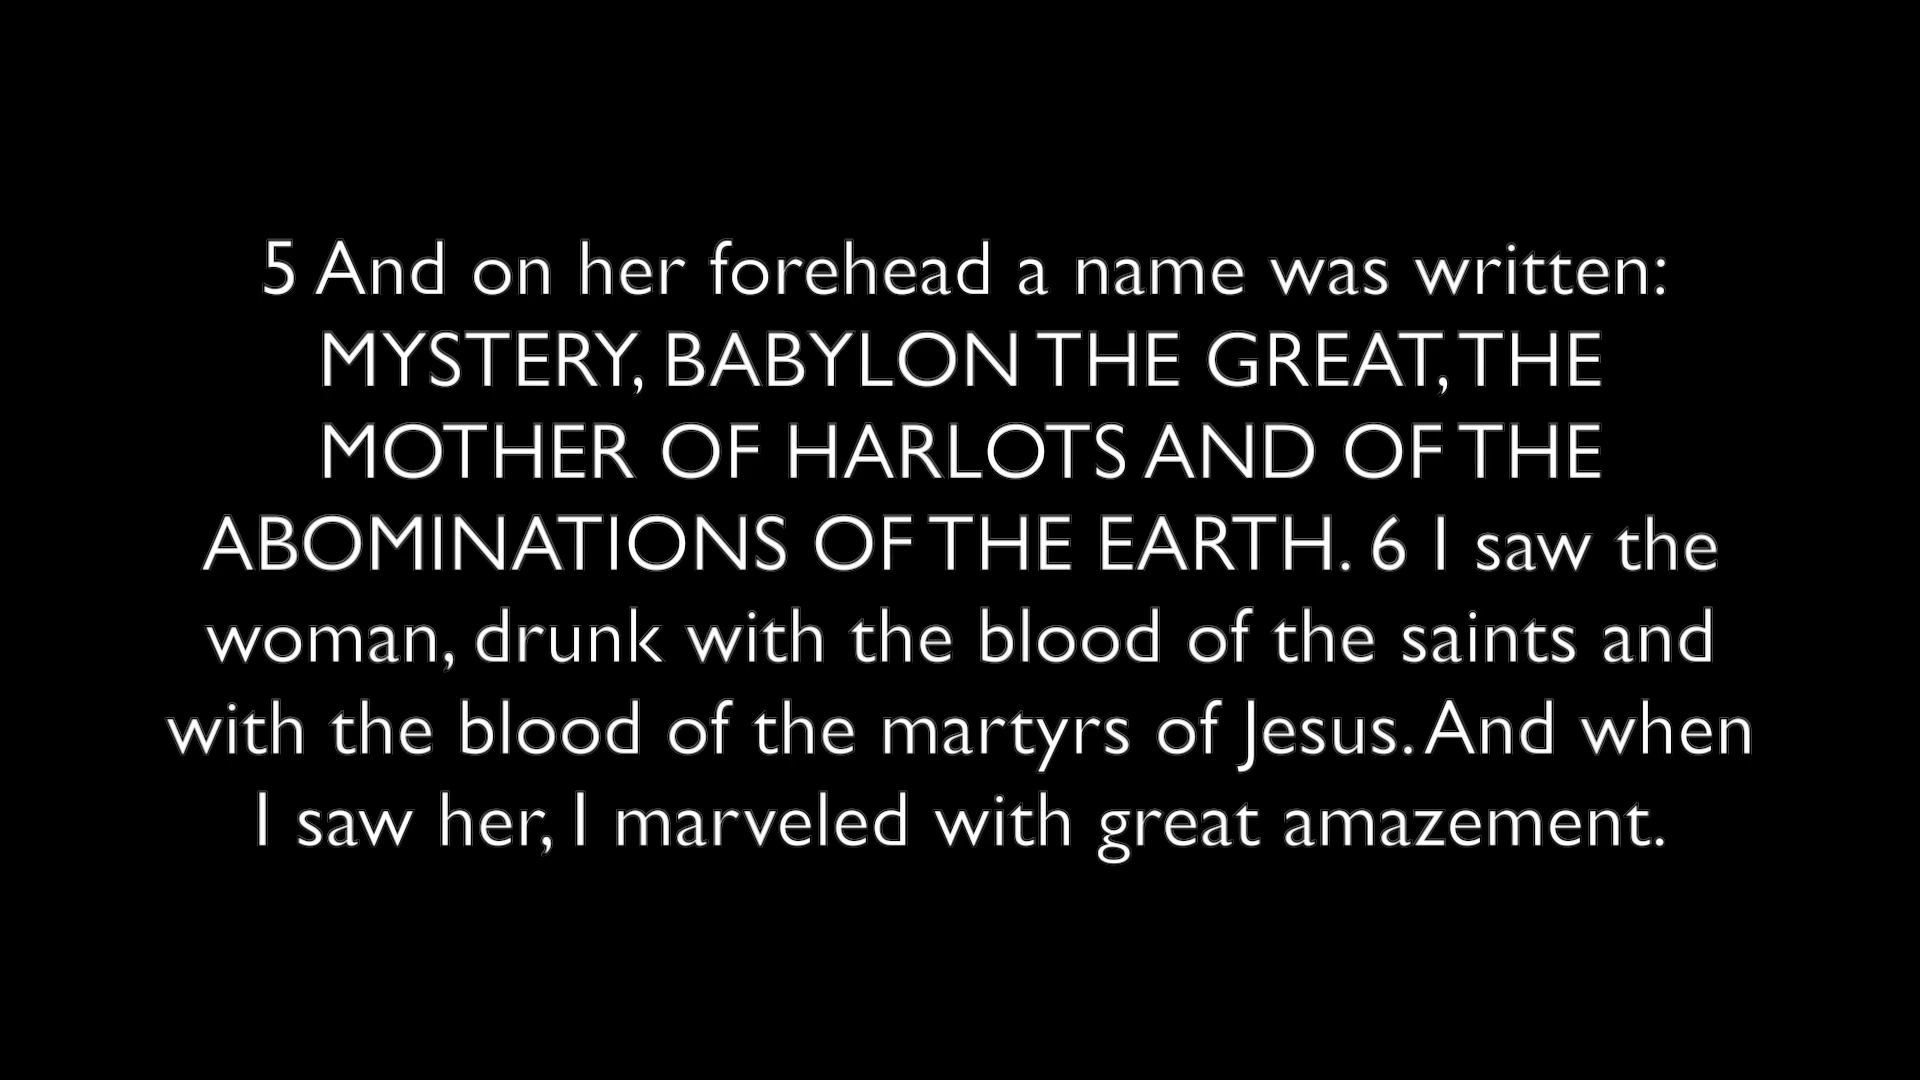 5 And on her forehead a name was written:
MYSTERY, BABYLON THE GREAT, THE
MOTHER OF HARLOTS AND OF THE
ABOMINATIONS OF THE EARTH. 6 I saw the
woman, drunk with the blood of the saints and
with the blood of the martyrs of Jesus. And when
I saw her, I marveled with great amazement.